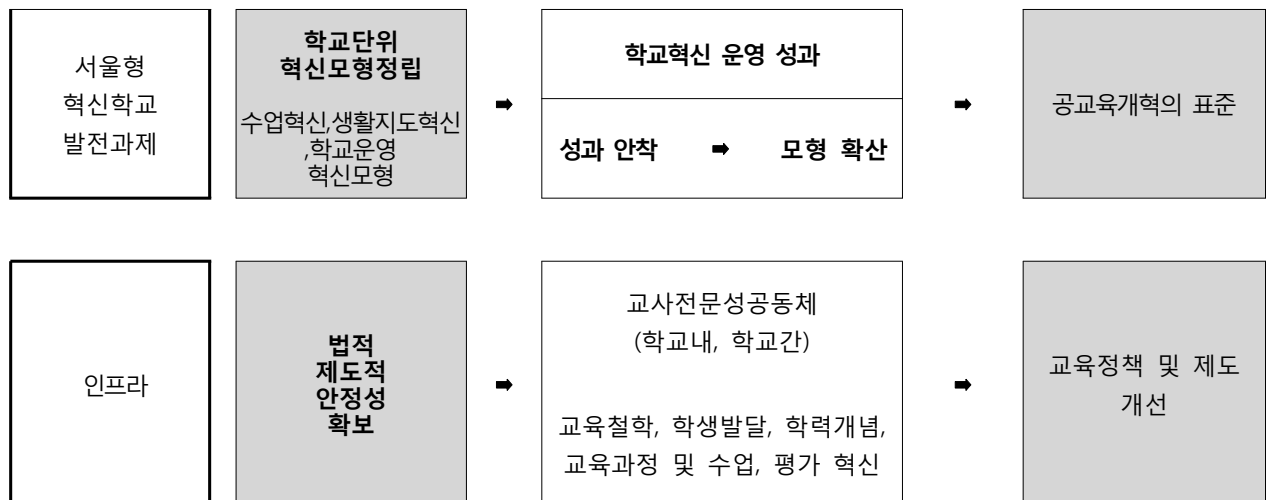 서울형
혁신학교
발전과제
학교단위
혁신모형정립
수업혁신,생활지도혁신
,학교운영
혁신모형
➡
학교혁신 운영 성과
성과 안착 ➡ 모형 확산
➡
공교육개혁의 표준
인프라
법적
제도적
안정성
확보
➡
교사전문성공동체
(학교내, 학교간)
교육철학, 학생발달, 학력개념,
교육과정 및 수업, 평가 혁신
➡
교육정책 및 제도
개선